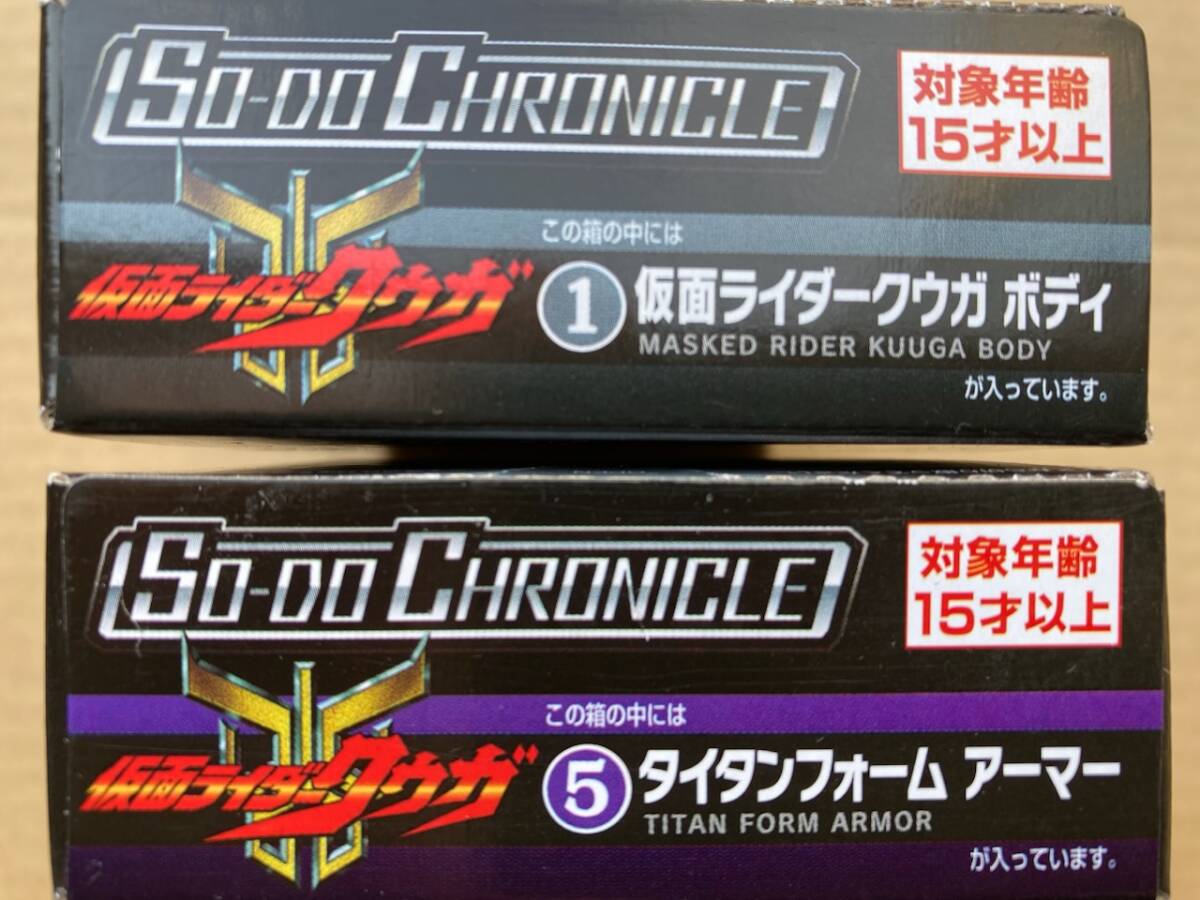 SO-DO CHRONICLE
対象年齢
15才以上
この箱の中には
仮面ライダークウガ
1 仮面ライダークウガ ボディ
MASKED RIDER KUUGA BODY
が入っています。
SO-DO CHRONICLE
対象年齢
15才以上
この箱の中には
仮面ライダークウガ
5 タイタンフォーム アーマー
TITAN FORM ARMOR
が入っています。